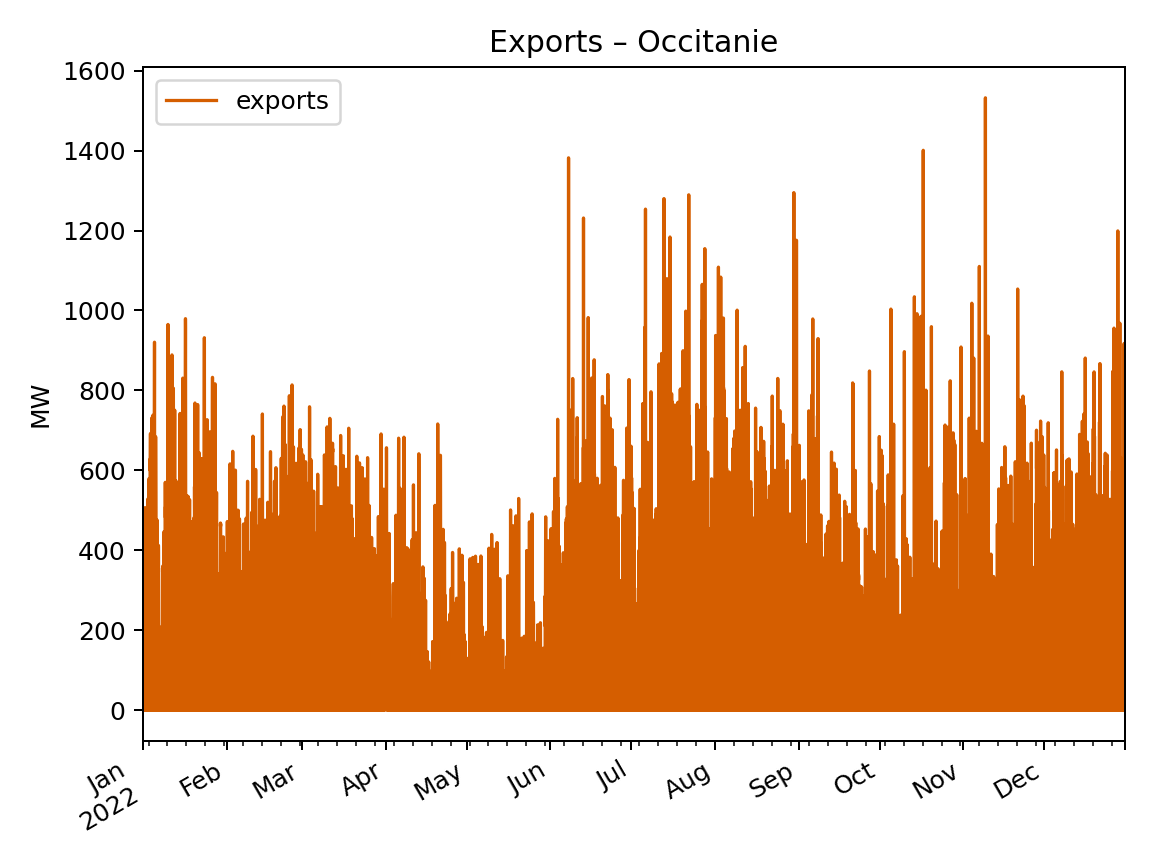 Exports – Occitanie
exports
MW
1600
1400
1200
1000
800
600
400
200
0
Jan
2022
Feb
Mar
Apr
May
Jun
Jul
Aug
Sep
Oct
Nov
Dec